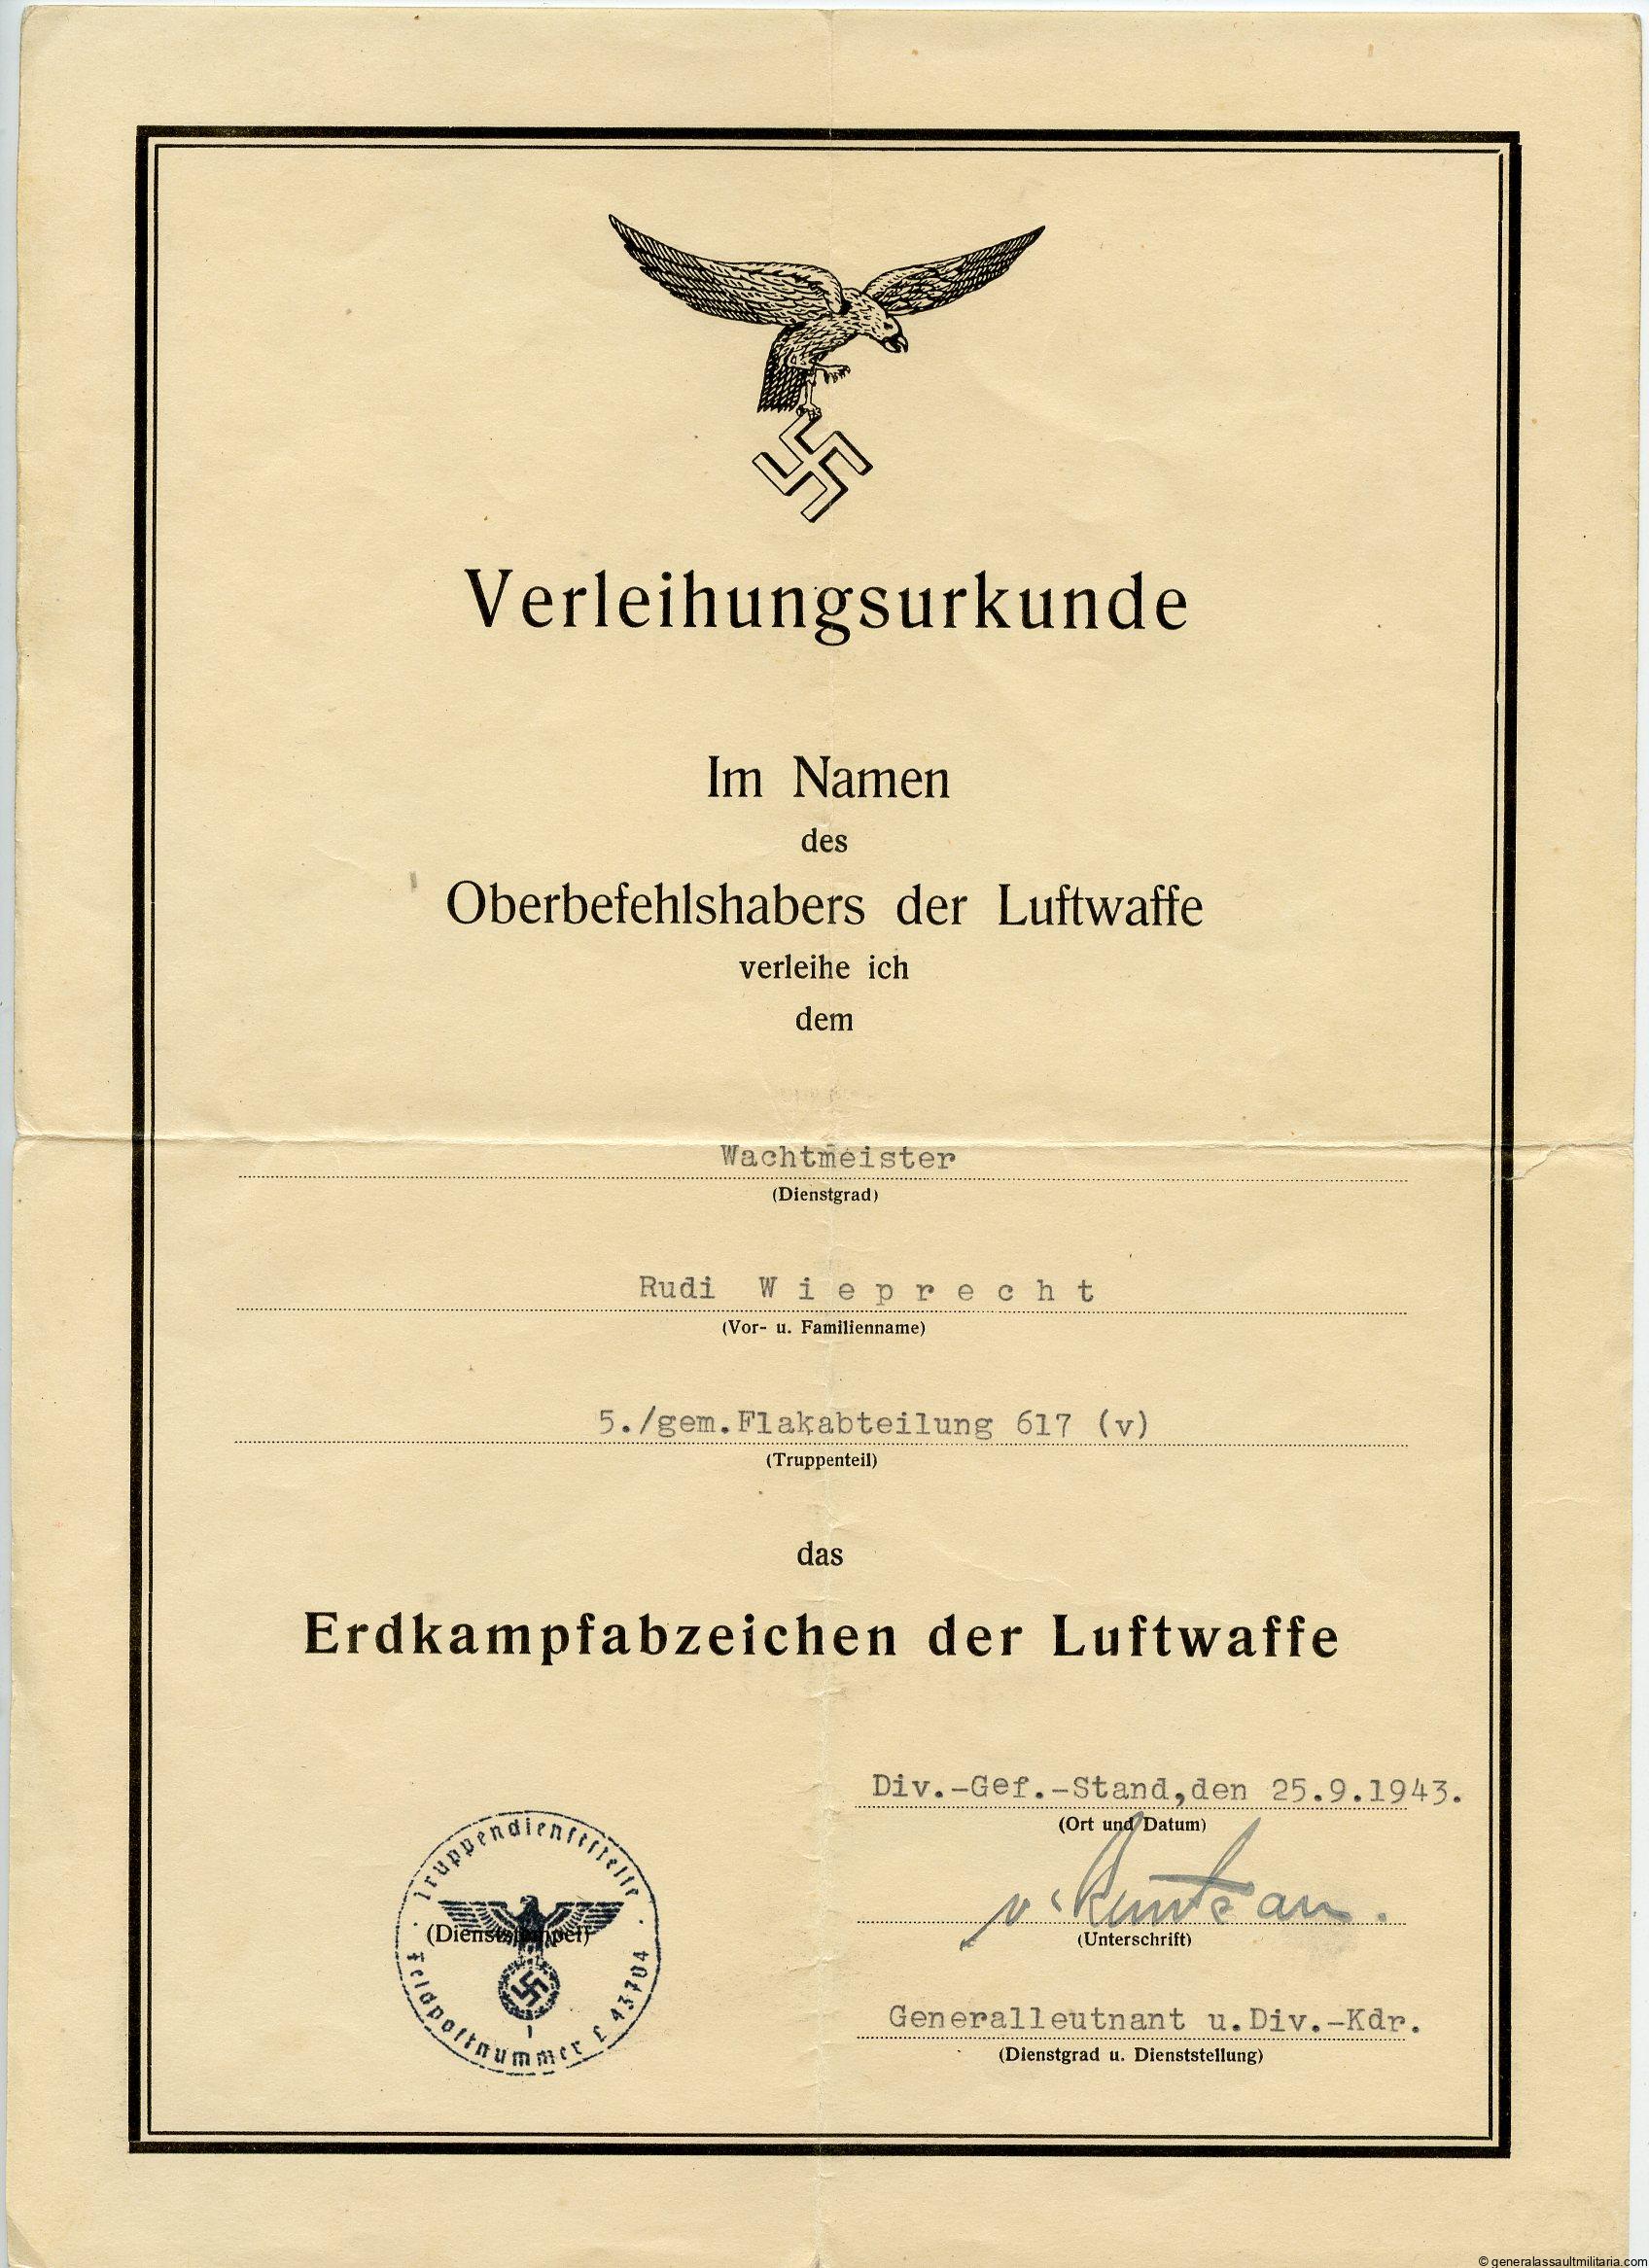 Verleihungsurkunde
Im Namen
des
Oberbefehlshabers der Luftwaffe
verleihe ich
dem
Wachtmeister
(Dienstgrad)
Rudi W i e p r e c h t
(Vor- u. Familienname)
5./gem.Flakabteilung 617 (v)
(Truppenteil)
das
Erdkampfabzeichen der Luftwaffe
Div.-Gef.-Stand,den 25.9.1943.
(Ort und Datum)
(Unterschrift)
Generalleutnant u.Div.-Kdr.
(Dienstgrad u. Dienststellung)
Truppendienststelle
(Dienststempel)
Feldpostnummer L 43704
© generalassaultmilitaria.com